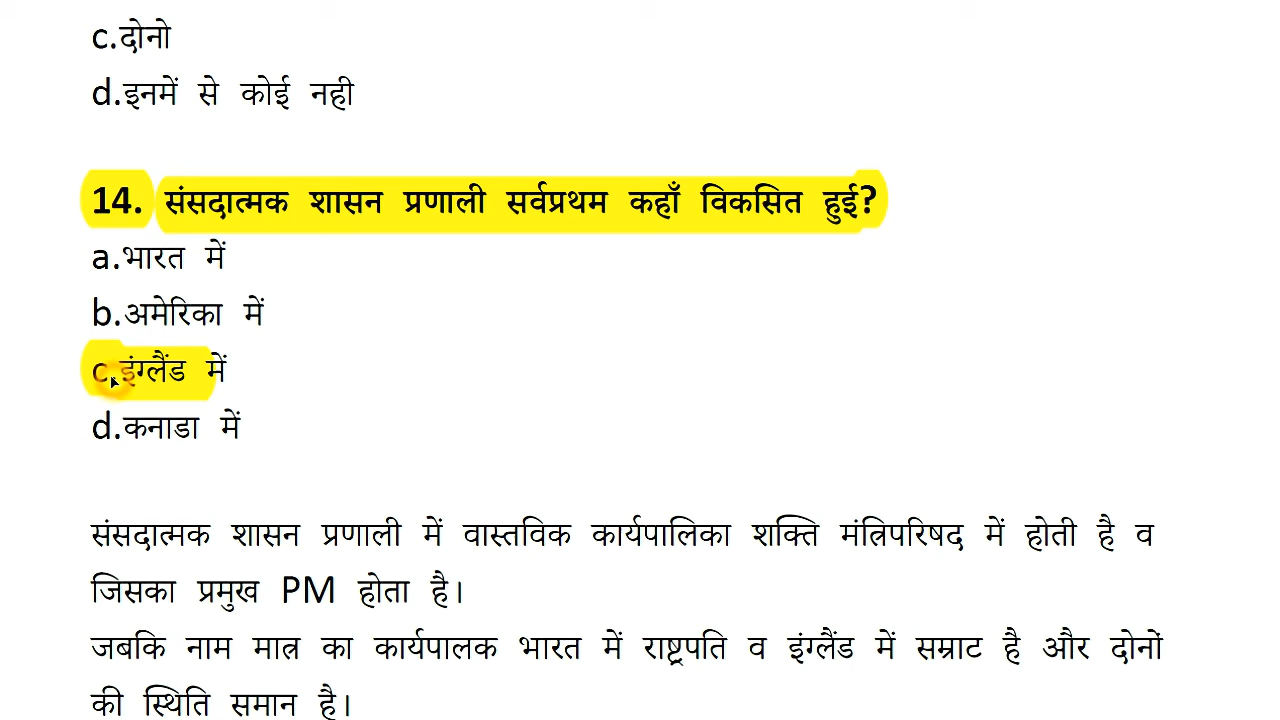 c.दोनो
d.इनमें से कोई नही
14. संसदात्मक शासन प्रणाली सर्वप्रथम कहाँ विकसित हुई?
a.भारत में
b.अमेरिका में
c.इंग्लैंड में
d.कनाडा में
संसदात्मक शासन प्रणाली में वास्तविक कार्यपालिका शक्ति मंत्रिपरिषद में होती है व
जिसका प्रमुख PM होता है।
जबकि नाम मात्र का कार्यपालक भारत में राष्ट्रपति व इंग्लैंड में सम्राट है और दोनों
की स्थिति समान है।